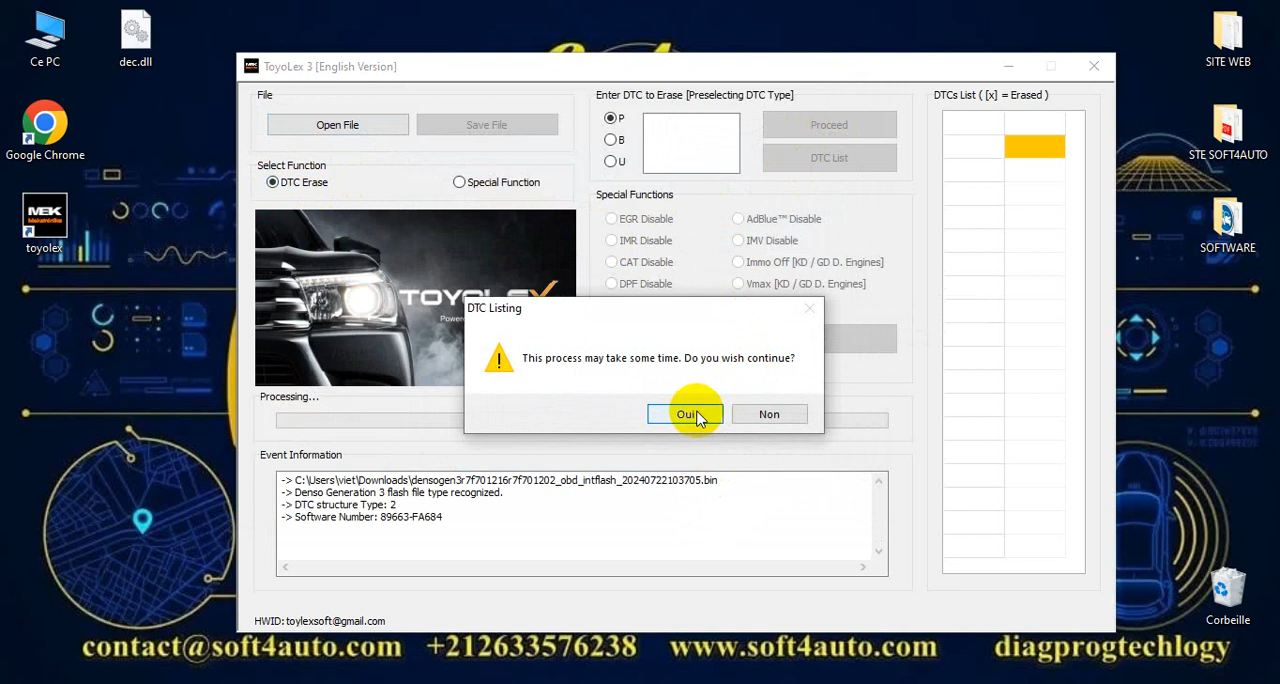 Ce PC
dec.dll
Google Chrome
MEK
toyolex
SITE WEB
STE SOFT4AUTO
SOFTWARE
Corbeille
ToyoLex 3 [English Version]
File
Open File
Save File
Select Function
DTC Erase
Special Function
TOYOLEX
Enter DTC to Erase [Preselecting DTC Type]
P
B
U
Proceed
DTC List
Special Functions
EGR Disable
AdBlue™ Disable
IMR Disable
IMV Disable
CAT Disable
Immo Off [KD / GD D. Engines]
DPF Disable
Vmax [KD / GD D. Engines]
DTCs List ( [x] = Erased )
DTC Listing
This process may take some time. Do you wish continue?
Oui
Non
Processing...
Event Information
-> C:\Users\viet\Downloads\densogen3r7f701216r7f701202_obd_intflash_20240722103705.bin
-> Denso Generation 3 flash file type recognized.
-> DTC structure Type: 2
-> Software Number: 89663-FA684
HWID: toylexsoft@gmail.com
contact@soft4auto.com +212633576238 www.soft4auto.com diagprogtechlogy